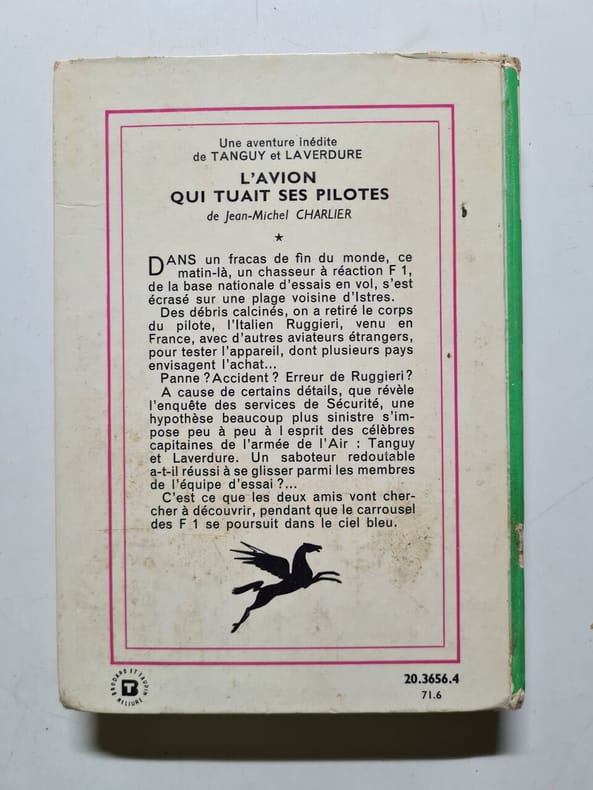 Une aventure inédite
de TANGUY et LAVERDURE
L'AVION
QUI TUAIT SES PILOTES
de Jean-Michel CHARLIER
★
DANS un fracas de fin du monde, ce
matin-là, un chasseur à réaction F 1,
de la base nationale d'essais en vol, s'est
écrasé sur une plage voisine d'Istres.
Des débris calcinés, on a retiré le corps
du pilote, l'Italien Ruggieri, venu en
France, avec d'autres aviateurs étrangers,
pour tester l'appareil, dont plusieurs pays
envisagent l'achat...
Panne ? Accident ? Erreur de Ruggieri ?
A cause de certains détails, que révèle
l'enquête des services de Sécurité, une
hypothèse beaucoup plus sinistre s'im-
pose peu à peu à l esprit des célèbres
capitaines de l'armée de l'Air : Tanguy
et Laverdure. Un saboteur redoutable
a-t-il réussi à se glisser parmi les membres
de l'équipe d'essai ?...
C'est ce que les deux amis vont cher-
cher à découvrir, pendant que le carrousel
des F 1 se poursuit dans le ciel bleu.
BRODARD ET TAUPIN
RELIURE
20.3656.4
71.6